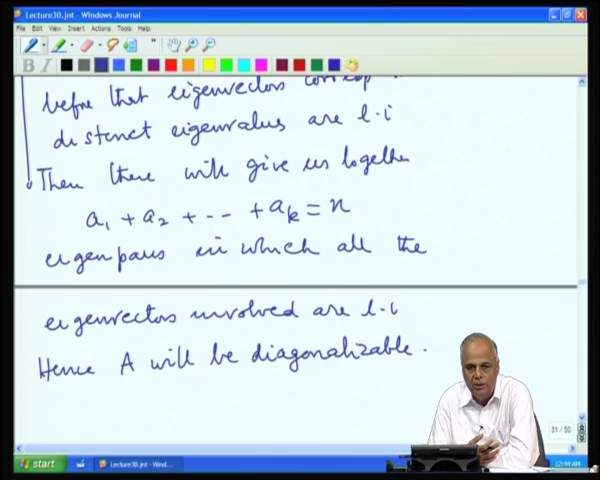 Lecture30.jnt - Windows Journal
File Edit View Insert Actions Tools Help
before that eigenvectors
distinct eigenvalues are l.i
Then there will give us together
a1 + a2 + -- + ak = n
eigenpairs in which all the
eigenvectors involved are l.i
Hence A will be diagonalizable.
31 / 50
start Lecture30.jnt - Wind... 12:44 AM